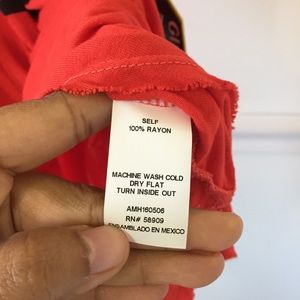 SELF
100% RAYON
MACHINE WASH COLD
DRY FLAT
TURN INSIDE OUT
AMH160506
RN# 58909
ENSAMBLADO EN MEXICO